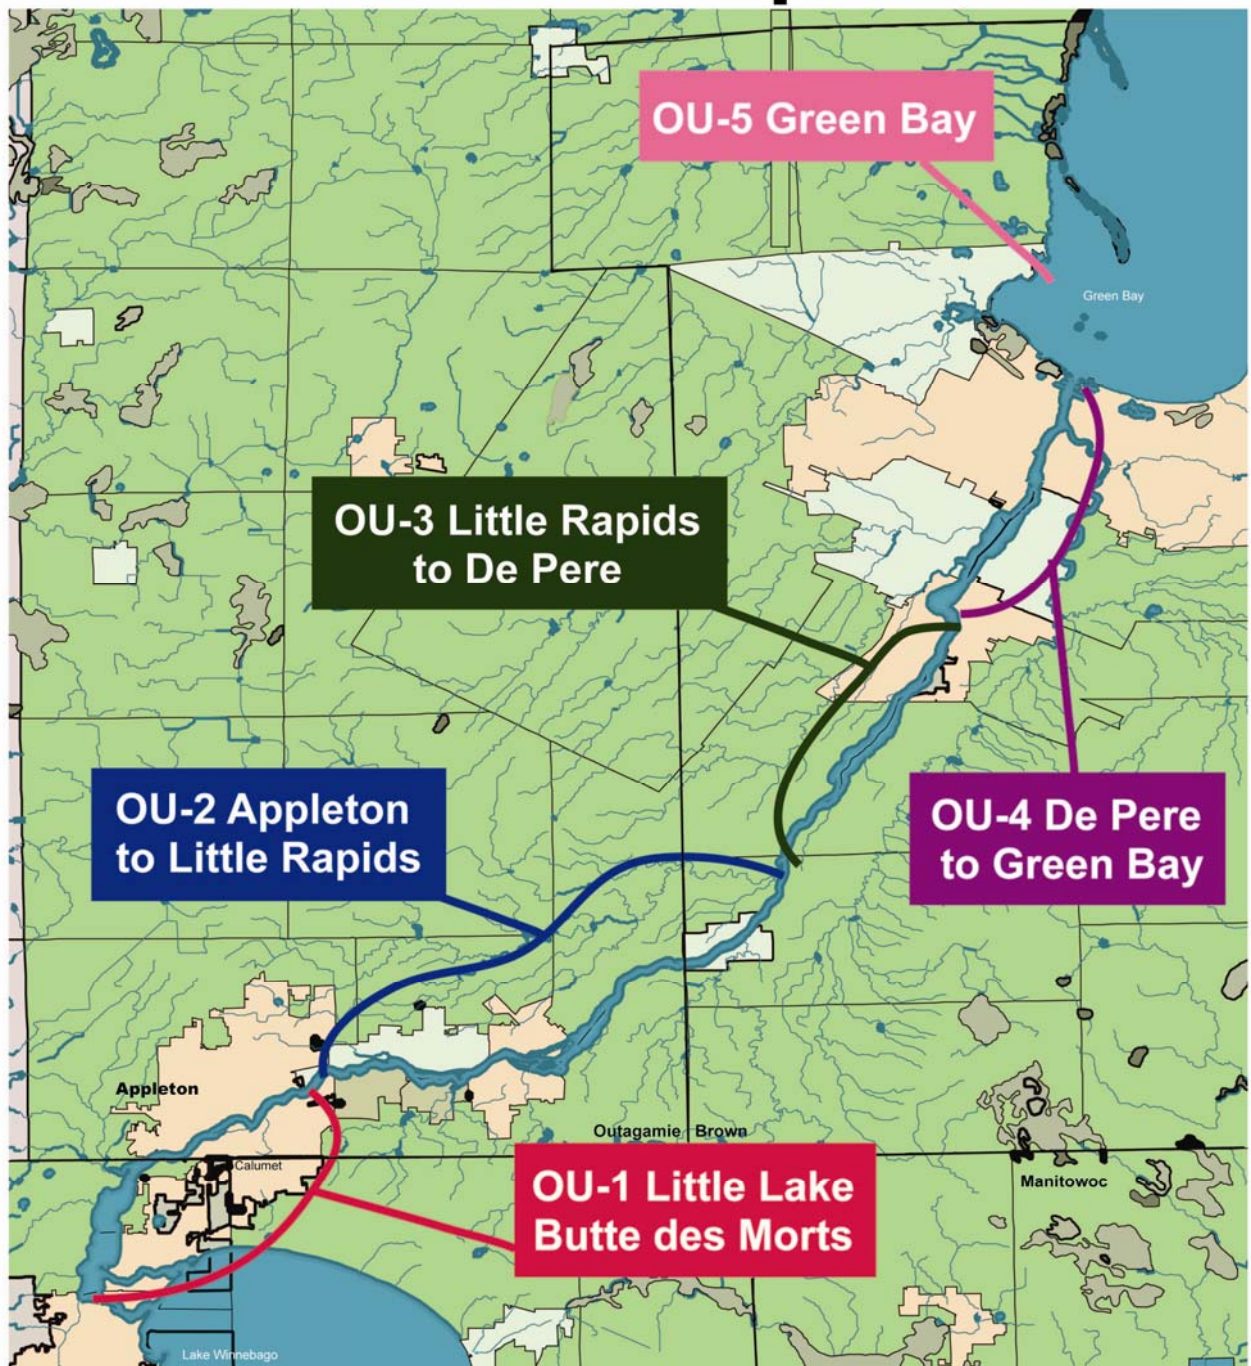 OU-5 Green Bay
Green Bay
OU-3 Little Rapids
to De Pere
OU-2 Appleton
to Little Rapids
OU-4 De Pere
to Green Bay
Appleton
Outagamie Brown
Calumet
Manitowoc
OU-1 Little Lake
Butte des Morts
Lake Winnebago